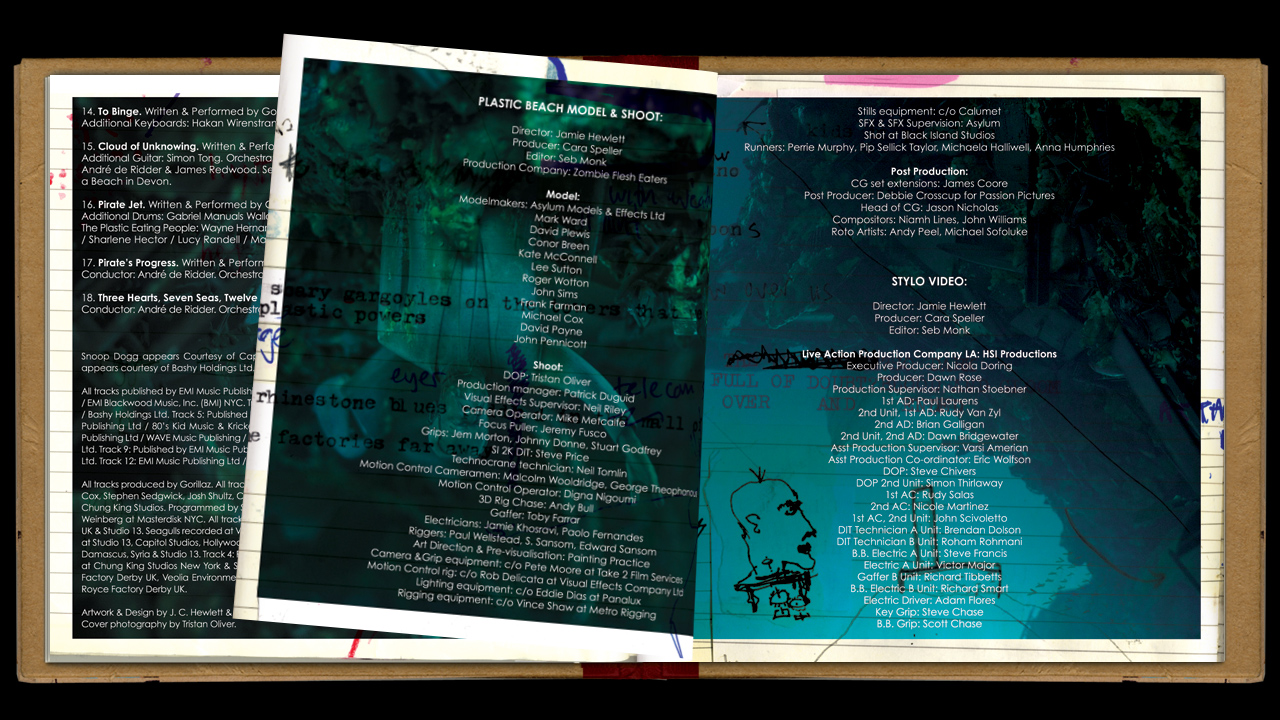 14. To Binge. Written & Performed by Go
Additional Keyboards: Hakan Wirenstran
15. Cloud of Unknowing. Written & Perfo
Additional Guitar: Simon Tong. Orchestra
André de Ridder & James Redwood. Se
a Beach in Devon.
16. Pirate Jet. Written & Performed by G
Additional Drums: Gabriel Manuals Walla
The Plastic Eating People: Wayne Hernan
/ Sharlene Hector / Lucy Randell / Ma
17. Pirate's Progress. Written & Perform
Conductor: André de Ridder. Orchestra
18. Three Hearts, Seven Seas, Twelve
Conductor: André de Ridder. Orchestra
Snoop Dogg appears Courtesy of Cap
appears courtesy of Bashy Holdings Ltd.
All tracks published by EMI Music Publish
/ EMI Blackwood Music, Inc. (BMI) NYC. T
/ Bashy Holdings Ltd. Track 5: Published
Publishing Ltd / 80's Kid Music & Kricke
Publishing Ltd / WAVE Music Publishing /
Ltd. Track 9: Published by EMI Music Pub
Ltd. Track 12: EMI Music Publishing Ltd /
All tracks produced by Gorillaz. All trac
Cox, Stephen Sedgwick, Josh Shultz, C
Chung King Studios. Programmed by S
Weinberg at Masterdisk NYC. All track
UK & Studio 13. Seagulls recorded at W
at Studio 13, Capitol Studios, Hollywoo
Damascus, Syria & Studio 13. Track 4: R
at Chung King Studios New York & S
Factory Derby UK, Veolia Environme
Royce Factory Derby UK.
Artwork & Design by J. C. Hewlett &
Cover photography by Tristan Oliver.
PLASTIC BEACH MODEL & SHOOT:
Director: Jamie Hewlett
Producer: Cara Speller
Editor: Seb Monk
Production Company: Zombie Flesh Eaters
Model:
Modelmakers: Asylum Models & Effects Ltd
Mark Ward
David Plewis
Conor Breen
Kate McConnell
Lee Sutton
Roger Wotton
John Sims
Frank Farman
Michael Cox
David Payne
John Pennicott
scary gargoyles on
plastic powers
eyes
rhinestone blues
e factories far away
Shoot:
DOP: Tristan Oliver
Production manager: Patrick Duguid
Visual Effects Supervisor: Neil Riley
Camera Operator: Mike Metcalfe
Focus Puller: Jeremy Fusco
Grips: Jem Morton, Johnny Donne, Stuart Godfrey
SI 2K DIT: Steve Price
Technocrane technician: Neil Tomlin
Motion Control Cameramen: Malcolm Wooldridge, George Theophanous
Motion Control Operator: Digna Nigoumi
3D Rig Chase: Andy Bull
Gaffer: Toby Farrar
Electricians: Jamie Khosravi, Paolo Fernandes
Riggers: Paul Wellstead, S. Sansom, Edward Sansom
Art Direction & Pre-visualisation: Painting Practice
Camera &Grip equipment: c/o Pete Moore at Take 2 Film Services
Motion Control rig: c/o Rob Delicata at Visual Effects Company Ltd
Lighting equipment: c/o Eddie Dias at Panalux
Rigging equipment: c/o Vince Shaw at Metro Rigging
Stills equipment: c/o Calumet
SFX & SFX Supervision: Asylum
Shot at Black Island Studios
Runners: Perrie Murphy, Pip Sellick Taylor, Michaela Halliwell, Anna Humphries
Post Production:
CG set extensions: James Coore
Post Producer: Debbie Crosscup for Passion Pictures
Head of CG: Jason Nicholas
Compositors: Niamh Lines, John Williams
Roto Artists: Andy Peel, Michael Sofoluke
STYLO VIDEO:
Director: Jamie Hewlett
Producer: Cara Speller
Editor: Seb Monk
Live Action Production Company LA: HSI Productions
Executive Producer: Nicola Doring
Producer: Dawn Rose
Production Supervisor: Nathan Stoebner
1st AD: Paul Laurens
2nd Unit, 1st AD: Rudy Van Zyl
2nd AD: Brian Galligan
2nd Unit, 2nd AD: Dawn Bridgewater
Asst Production Supervisor: Varsi Amerian
Asst Production Co-ordinator: Eric Wolfson
DOP: Steve Chivers
DOP 2nd Unit: Simon Thirlaway
1st AC: Rudy Salas
2nd AC: Nicole Martinez
1st AC, 2nd Unit: John Scivoletto
DIT Technician A Unit: Brendan Dolson
DIT Technician B Unit: Roham Rohmani
B.B. Electric A Unit: Steve Francis
Electric A Unit: Victor Major
Gaffer B Unit: Richard Tibbetts
B.B. Electric B Unit: Richard Smart
Electric Driver: Adam Flores
Key Grip: Steve Chase
B.B. Grip: Scott Chase
FULL OF
OVER AND